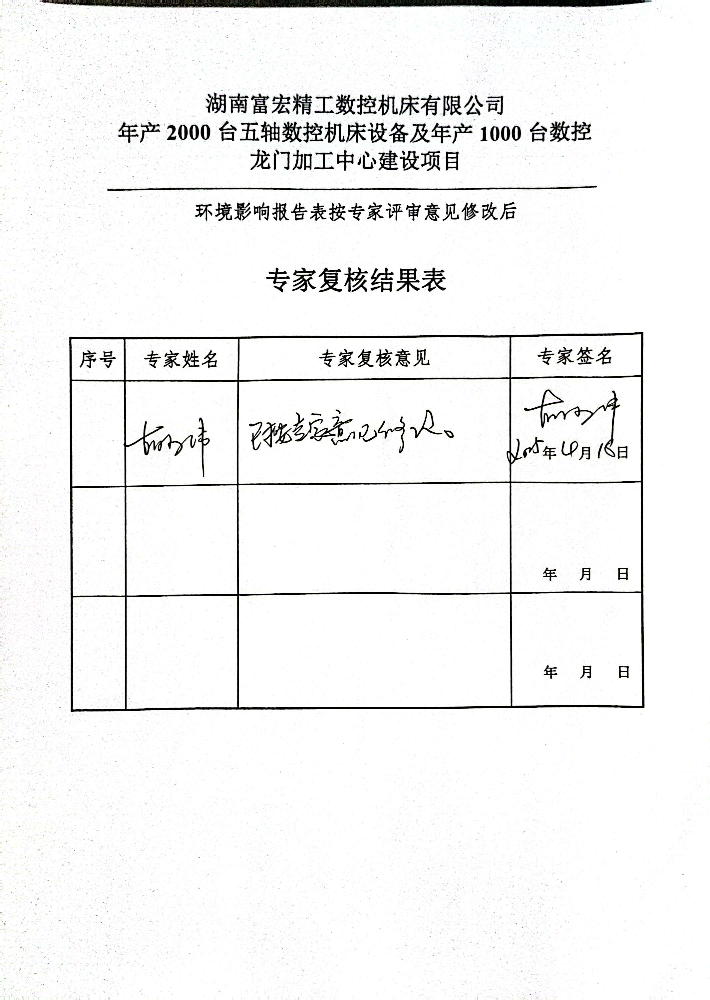 湖南富宏精工数控机床有限公司
年产 2000 台五轴数控机床设备及年产 1000 台数控
龙门加工中心建设项目
环境影响报告表按专家评审意见修改后
专家复核结果表
序号 专家姓名 专家复核意见 专家签名
已按专家意见修改。
2025年4月18日
年 月 日
年 月 日